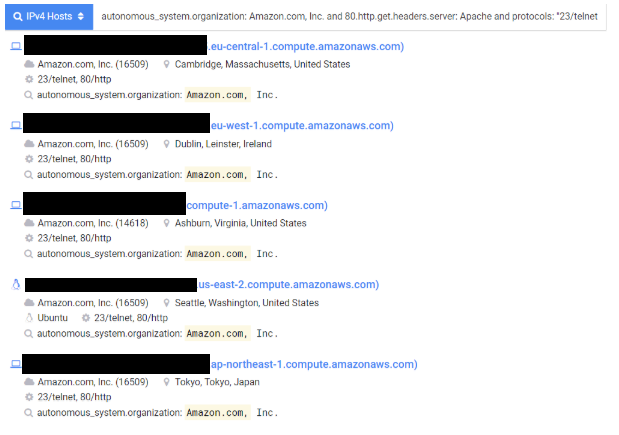 IPv4 Hosts autonomous_system.organization: Amazon.com, Inc. and 80.http.get.headers.server: Apache and protocols: "23/telnet
.eu-central-1.compute.amazonaws.com)
Amazon.com, Inc. (16509) Cambridge, Massachusetts, United States
23/telnet, 80/http
autonomous_system.organization: Amazon.com, Inc.
eu-west-1.compute.amazonaws.com)
Amazon.com, Inc. (16509) Dublin, Leinster, Ireland
23/telnet, 80/http
autonomous_system.organization: Amazon.com, Inc.
compute-1.amazonaws.com)
Amazon.com, Inc. (14618) Ashburn, Virginia, United States
23/telnet, 80/http
autonomous_system.organization: Amazon.com, Inc.
.us-east-2.compute.amazonaws.com)
Amazon.com, Inc. (16509) Seattle, Washington, United States
Ubuntu 23/telnet, 80/http
autonomous_system.organization: Amazon.com, Inc.
ap-northeast-1.compute.amazonaws.com)
Amazon.com, Inc. (16509) Tokyo, Tokyo, Japan
23/telnet, 80/http
autonomous_system.organization: Amazon.com, Inc.